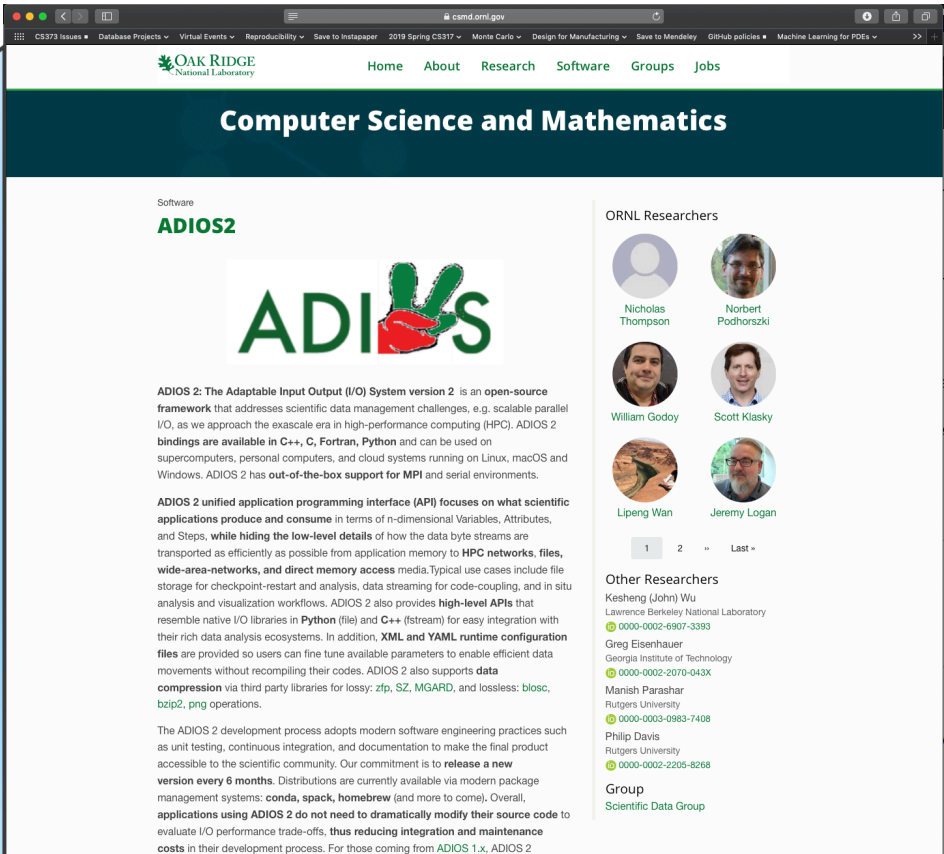 csmd.ornl.gov
CS373 Issues Database Projects Virtual Events Reproducibility Save to Instapaper 2019 Spring CS317 Monte Carlo Design for Manufacturing Save to Mendeley GitHub policies Machine Learning for PDEs >> +
OAK RIDGE
National Laboratory
Home About Research Software Groups Jobs
Computer Science and Mathematics
Software
ADIOS2
ADIOS
ADIOS 2: The Adaptable Input Output (I/O) System version 2 is an open-source
framework that addresses scientific data management challenges, e.g. scalable parallel
I/O, as we approach the exascale era in high-performance computing (HPC). ADIOS 2
bindings are available in C++, C, Fortran, Python and can be used on
supercomputers, personal computers, and cloud systems running on Linux, macOS and
Windows. ADIOS 2 has out-of-the-box support for MPI and serial environments.
ADIOS 2 unified application programming interface (API) focuses on what scientific
applications produce and consume in terms of n-dimensional Variables, Attributes,
and Steps, while hiding the low-level details of how the data byte streams are
transported as efficiently as possible from application memory to HPC networks, files,
wide-area-networks, and direct memory access media.Typical use cases include file
storage for checkpoint-restart and analysis, data streaming for code-coupling, and in situ
analysis and visualization workflows. ADIOS 2 also provides high-level APIs that
resemble native I/O libraries in Python (file) and C++ (fstream) for easy integration with
their rich data analysis ecosystems. In addition, XML and YAML runtime configuration
files are provided so users can fine tune available parameters to enable efficient data
movements without recompiling their codes. ADIOS 2 also supports data
compression via third party libraries for lossy: zfp, SZ, MGARD, and lossless: blosc,
bzip2, png operations.
The ADIOS 2 development process adopts modern software engineering practices such
as unit testing, continuous integration, and documentation to make the final product
accessible to the scientific community. Our commitment is to release a new
version every 6 months. Distributions are currently available via modern package
management systems: conda, spack, homebrew (and more to come). Overall,
applications using ADIOS 2 do not need to dramatically modify their source code to
evaluate I/O performance trade-offs, thus reducing integration and maintenance
costs in their development process. For those coming from ADIOS 1.x, ADIOS 2
ORNL Researchers
Nicholas Thompson
Norbert Podhorszki
William Godoy
Scott Klasky
Lipeng Wan
Jeremy Logan
1 2 ›› Last »
Other Researchers
Kesheng (John) Wu
Lawrence Berkeley National Laboratory
iD 0000-0002-6907-3393
Greg Eisenhauer
Georgia Institute of Technology
iD 0000-0002-2070-043X
Manish Parashar
Rutgers University
iD 0000-0003-0983-7408
Philip Davis
Rutgers University
iD 0000-0002-2205-8268
Group
Scientific Data Group